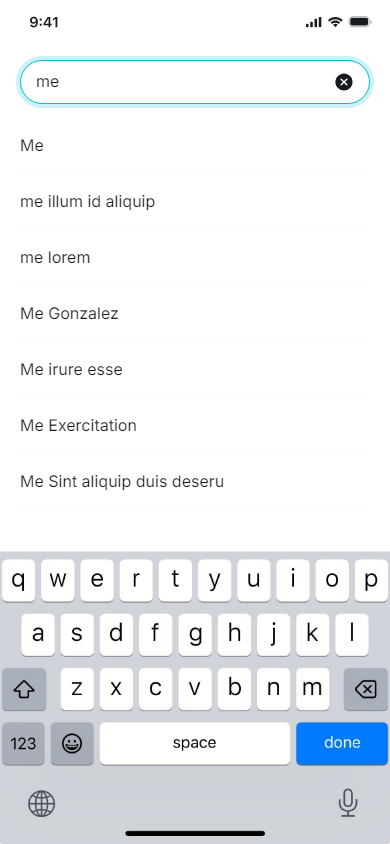 9:41
me
Me
me illum id aliquip
me lorem
Me Gonzalez
Me irure esse
Me Exercitation
Me Sint aliquip duis deseru
q w e r t y u i o p
a s d f g h j k l
z x c v b n m
123 space done